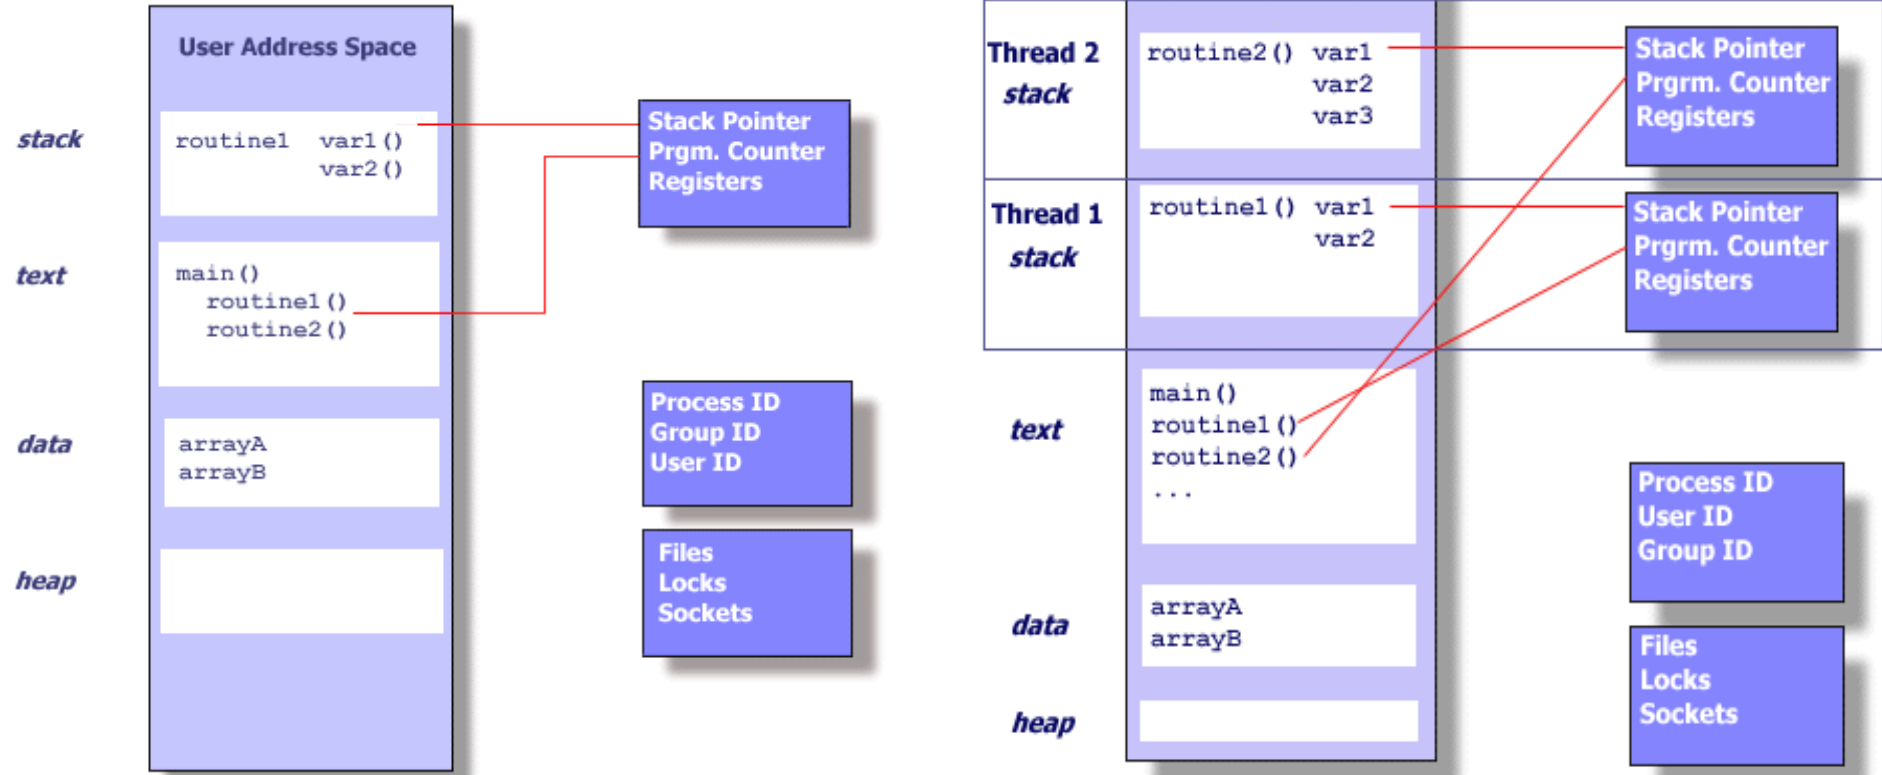 User Address Space
stack
routine1 var1()
var2()
Stack Pointer
Prgm. Counter
Registers
text
main()
routine1()
routine2()
data
arrayA
arrayB
Process ID
Group ID
User ID
heap
Files
Locks
Sockets
Thread 2
stack
routine2() var1
var2
var3
Stack Pointer
Prgrm. Counter
Registers
Thread 1
stack
routine1() var1
var2
Stack Pointer
Prgrm. Counter
Registers
text
main()
routine1()
routine2()
...
Process ID
User ID
Group ID
data
arrayA
arrayB
Files
Locks
Sockets
heap